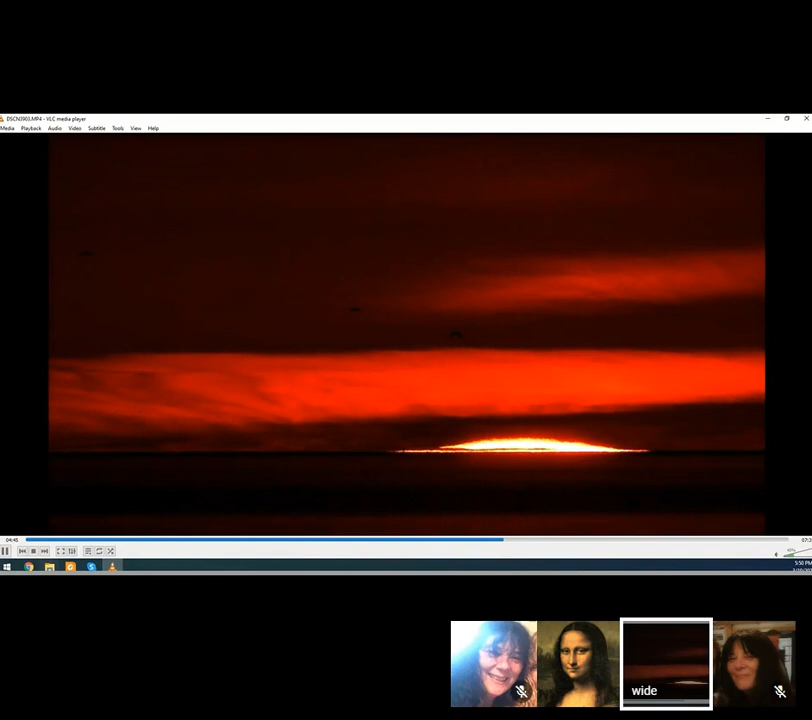 DSCN3903.MP4 - VLC media player
Media Playback Audio Video Subtitle Tools View Help
04:45
40%
5:50 PM
wide